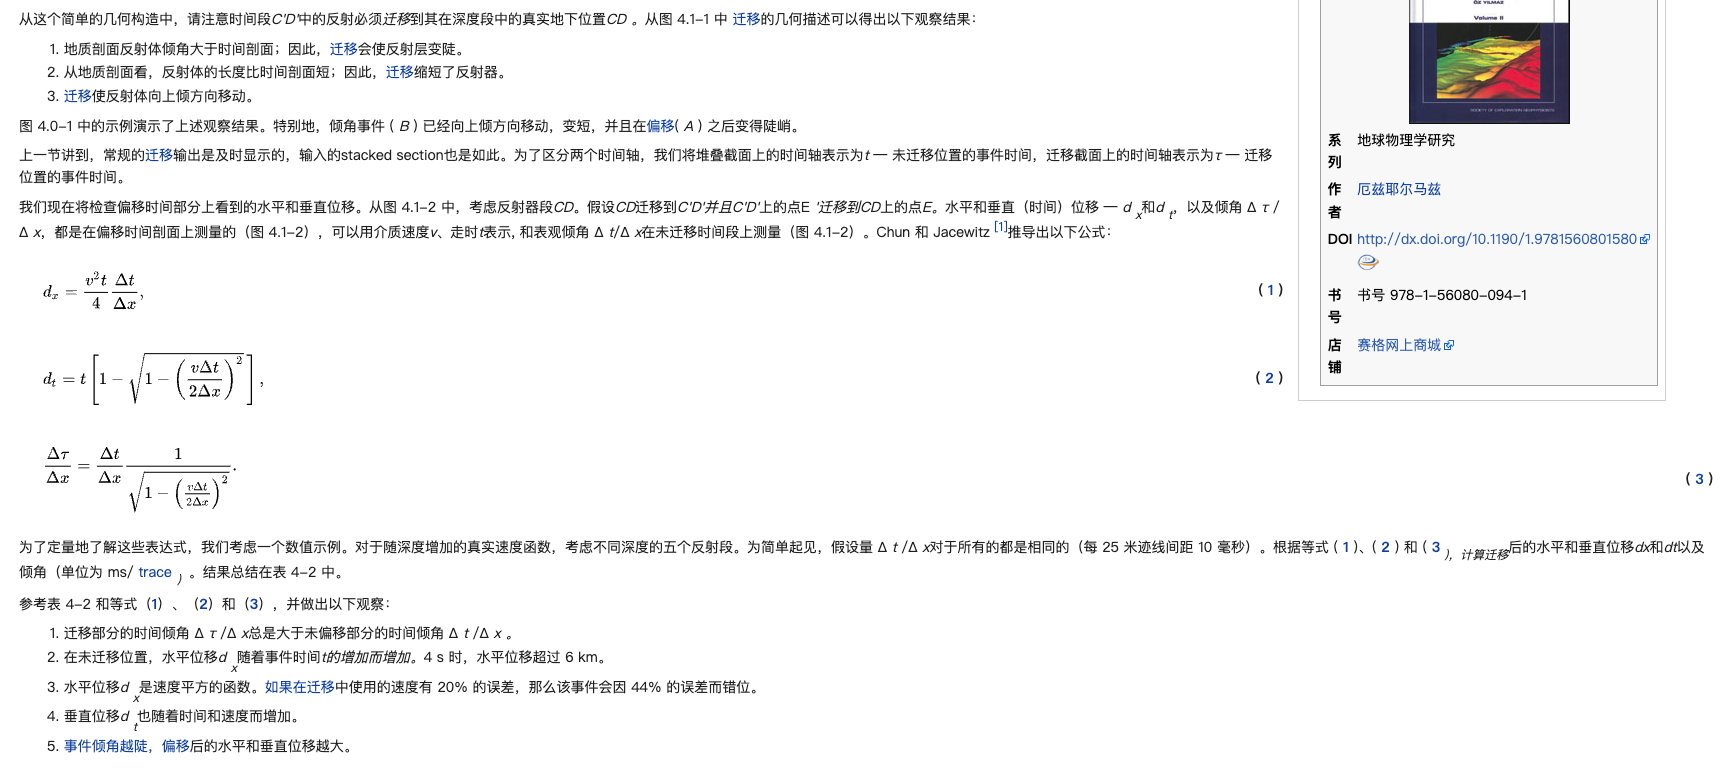 从这个简单的几何构造中，请注意时间段C'D'中的反射必须迁移到其在深度段中的真实地下位置CD 。从图 4.1–1 中 迁移的几何描述可以得出以下观察结果：
1. 地质剖面反射体倾角大于时间剖面；因此，迁移会使反射层变陡。
2. 从地质剖面看，反射体的长度比时间剖面短；因此，迁移缩短了反射器。
3. 迁移使反射体向上倾方向移动。
图 4.0–1 中的示例演示了上述观察结果。特别地，倾角事件 ( B ) 已经向上倾方向移动，变短，并且在偏移( A ) 之后变得陡峭。
上一节讲到，常规的迁移输出是及时显示的，输入的stacked section也是如此。为了区分两个时间轴，我们将堆叠截面上的时间轴表示为t — 未迁移位置的事件时间，迁移截面上的时间轴表示为τ — 迁移
位置的事件时间。
我们现在将检查偏移时间部分上看到的水平和垂直位移。从图 4.1–2 中，考虑反射器段CD。假设CD迁移到C'D'并且C'D'上的点E '迁移到CD上的点E。水平和垂直（时间）位移 — d x和d t，以及倾角 Δ τ /
Δ x，都是在偏移时间剖面上测量的（图 4.1–2），可以用介质速度v、走时t表示, 和表观倾角 Δ t/Δ x在未迁移时间段上测量（图 4.1–2）。Chun 和 Jacewitz [1]推导出以下公式：
d_x = \frac{v^2 t}{4} \frac{Δt}{Δx},
( 1 )
d_t = t \left[ 1 − \sqrt{1 − \left( \frac{vΔt}{2Δx} \right)^2} \right],
( 2 )
\frac{Δτ}{Δx} = \frac{Δt}{Δx} \frac{1}{\sqrt{1 − \left( \frac{vΔt}{2Δx} \right)^2}}.
( 3 )
为了定量地了解这些表达式，我们考虑一个数值示例。对于随深度增加的真实速度函数，考虑不同深度的五个反射段。为简单起见，假设量 Δ t /Δ x对于所有的都是相同的（每 25 米迹线间距 10 毫秒）。根据等式 ( 1 )、( 2 ) 和 ( 3 )，计算迁移后的水平和垂直位移dx和dt以及
倾角（单位为 ms/ trace ）。结果总结在表 4–2 中。
参考表 4–2 和等式（1）、（2）和（3），并做出以下观察：
1. 迁移部分的时间倾角 Δ τ /Δ x总是大于未偏移部分的时间倾角 Δ t /Δ x 。
2. 在未迁移位置，水平位移d x随着事件时间t的增加而增加。4 s 时，水平位移超过 6 km。
3. 水平位移d x是速度平方的函数。如果在迁移中使用的速度有 20% 的误差，那么该事件会因 44% 的误差而错位。
4. 垂直位移d t也随着时间和速度而增加。
5. 事件倾角越陡，偏移后的水平和垂直位移越大。
ÖZ YILMAZ
Volume II
SOCIETY OF EXPLORATION GEOPHYSICISTS
系列 地球物理学研究
作者 厄兹耶尔马兹
DOI http://dx.doi.org/10.1190/1.9781560801580
书号 书号 978–1–56080–094–1
店铺 赛格网上商城